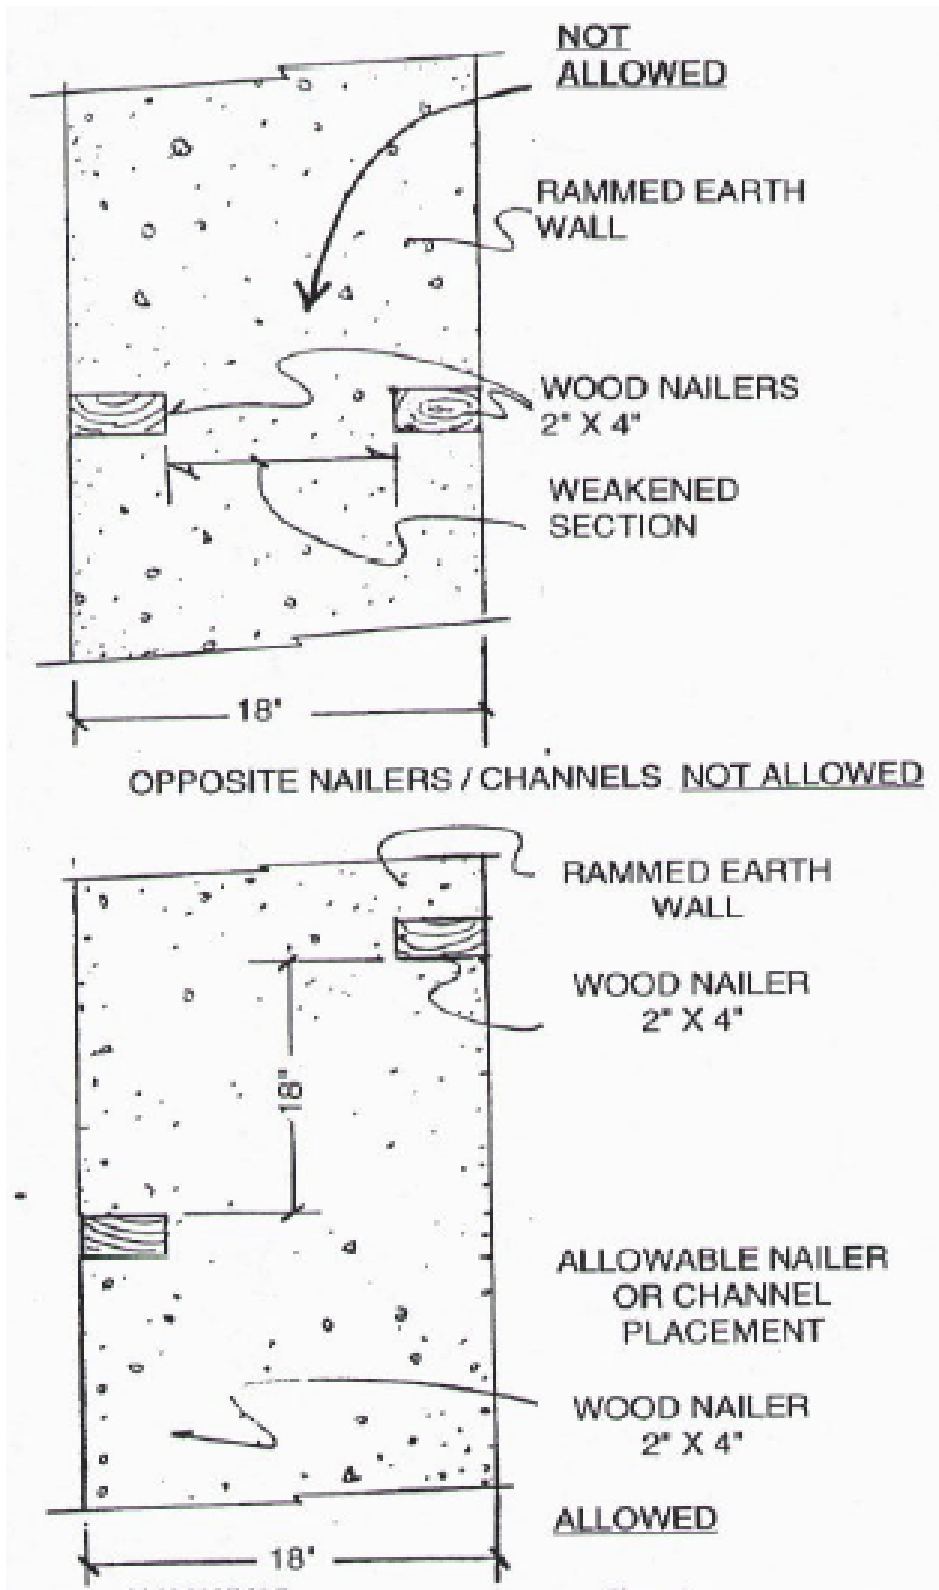 NOT
ALLOWED
RAMMED EARTH
WALL
WOOD NAILERS
2" X 4"
WEAKENED
SECTION
18"
OPPOSITE NAILERS / CHANNELS NOT ALLOWED
RAMMED EARTH
WALL
WOOD NAILER
2" X 4"
18"
ALLOWABLE NAILER
OR CHANNEL
PLACEMENT
WOOD NAILER
2" X 4"
ALLOWED
18"